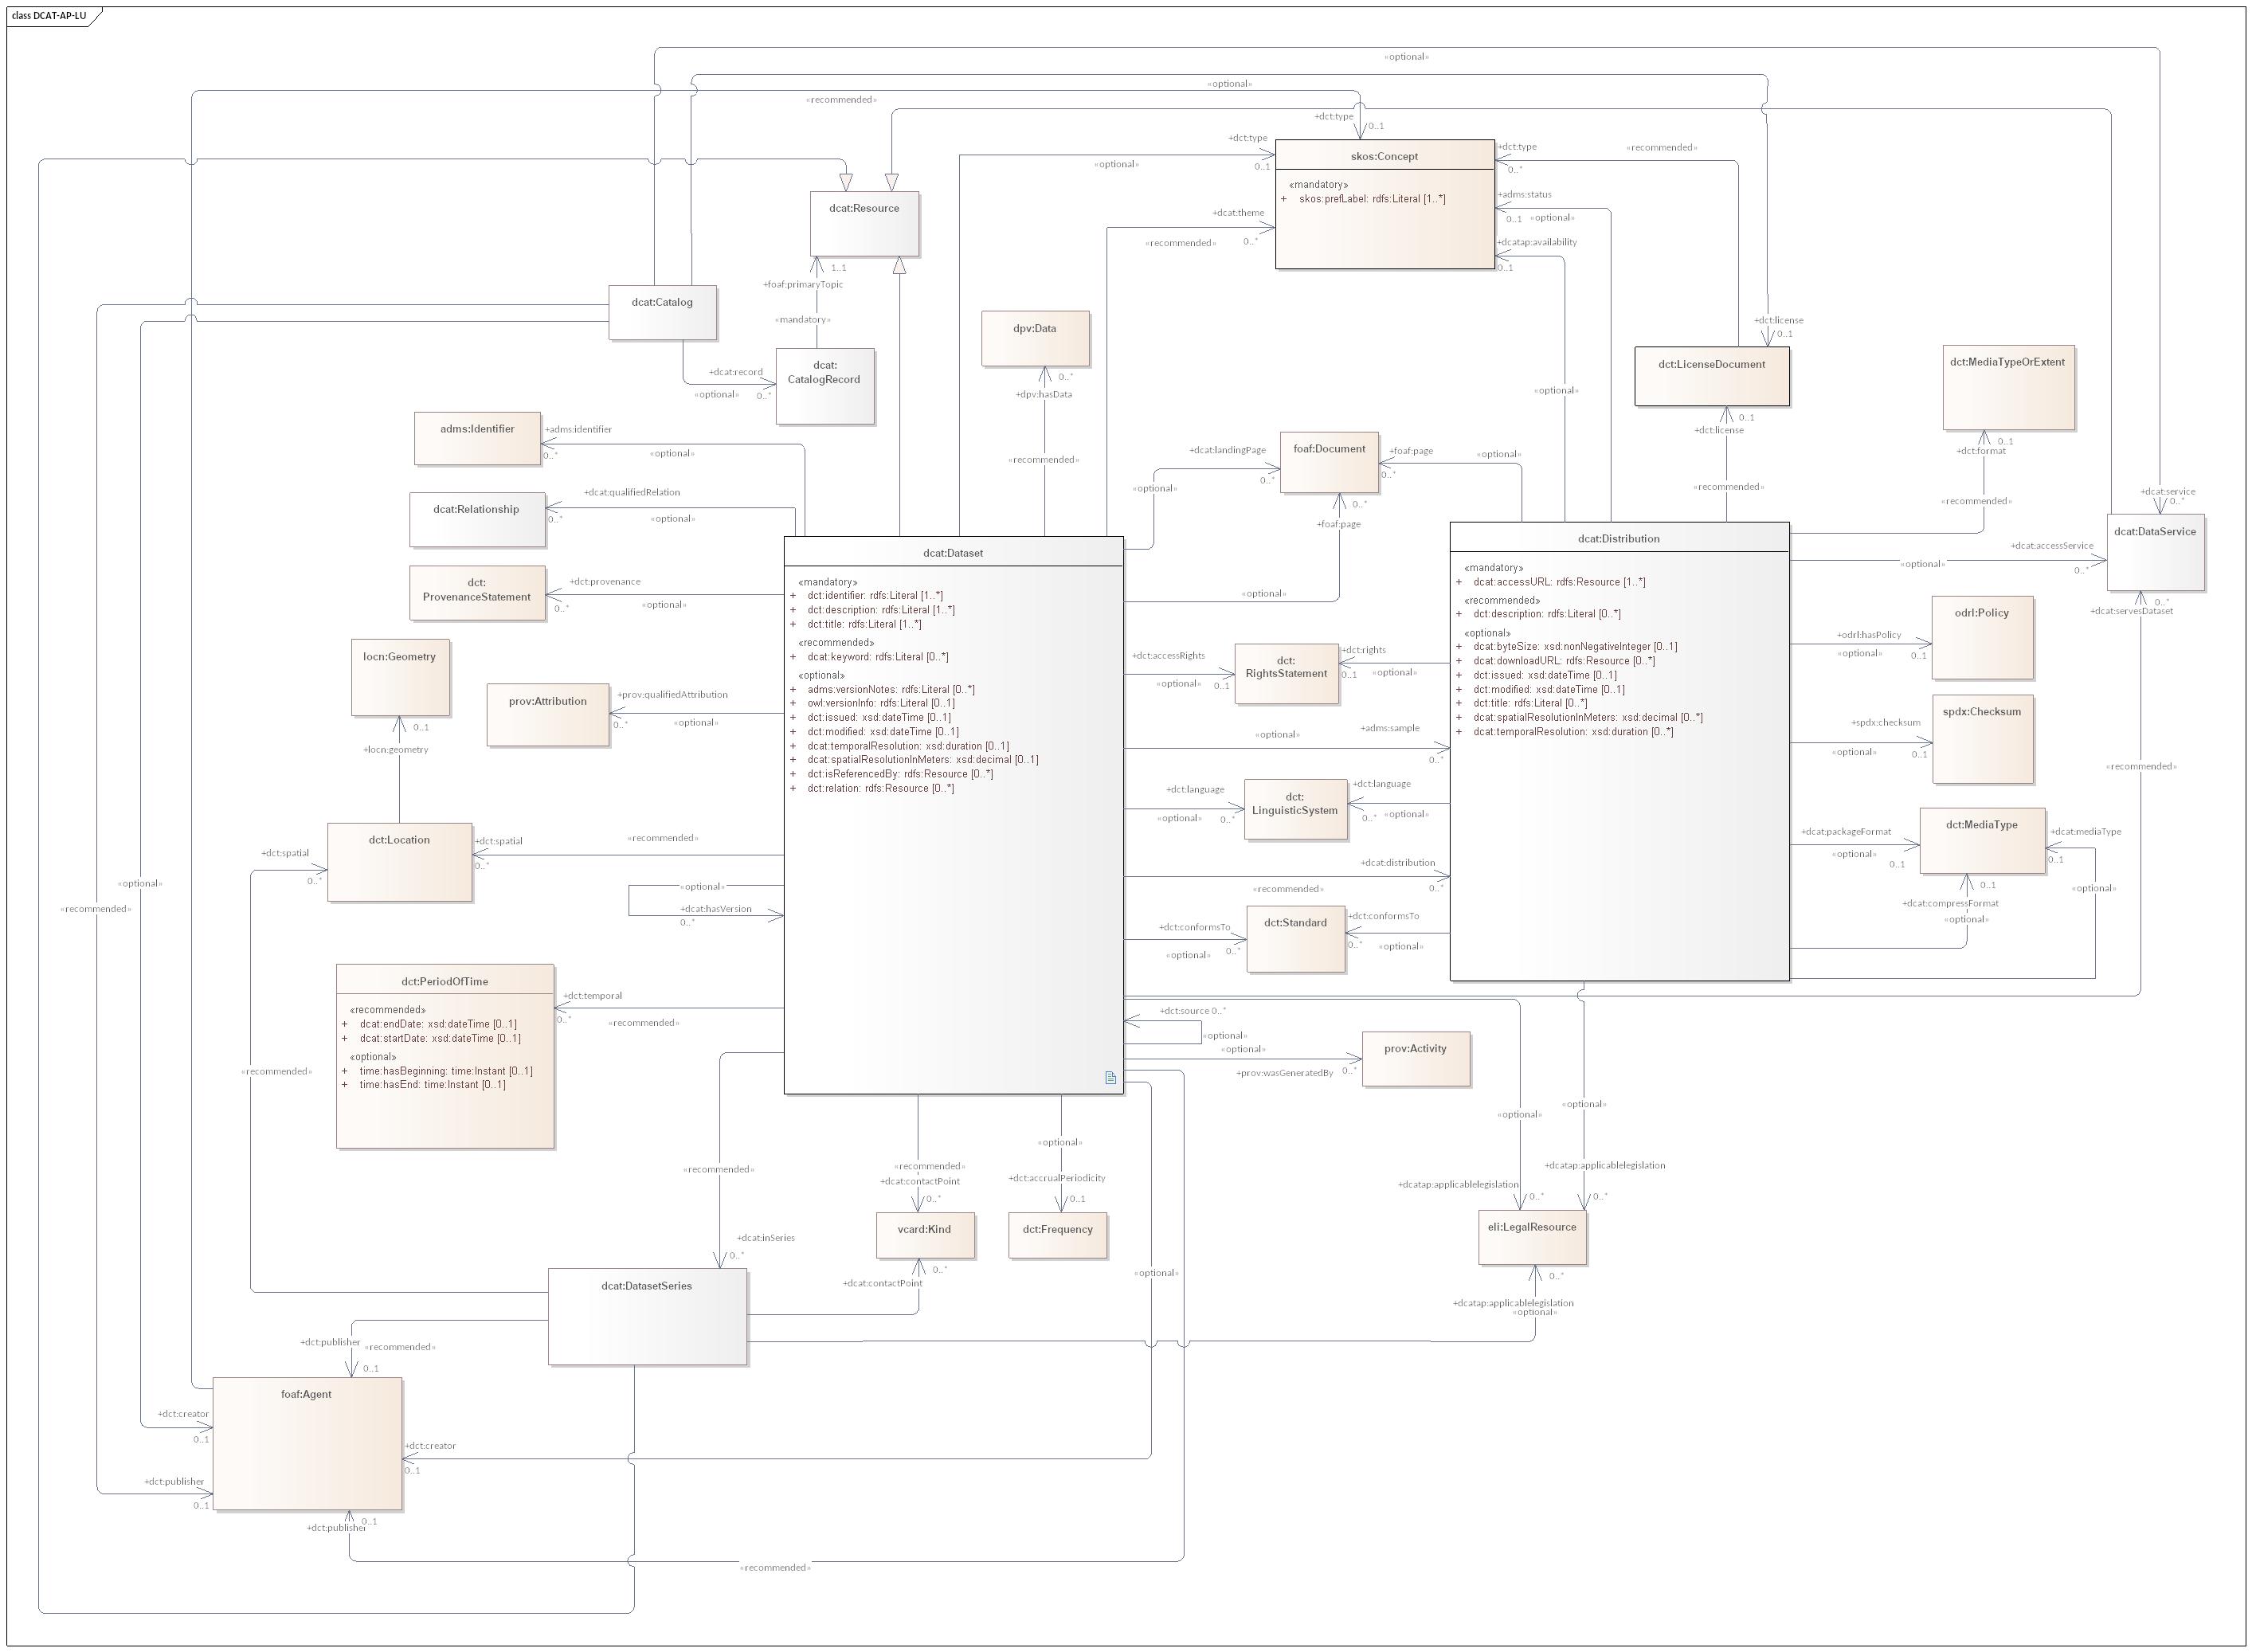 class DCAT-AP-LU
«optional»
«optional»
«recommended»
+dct:type
0..1
+dct:type
«optional»
0..1
skos:Concept
«mandatory»
+ skos:prefLabel: rdfs:Literal [1..*]
+dct:type
«recommended»
0..*
+adms:status
0..1
«optional»
+dcatap:availability
0..1
+dcat:theme
«recommended»
0..*
dcat:Resource
1..1
+foaf:primaryTopic
«mandatory»
dcat:Catalog
dcat:
CatalogRecord
+dcat:record
«optional»
0..*
dpv:Data
0..*
+dpv:hasData
«recommended»
«optional»
+dct:license
0..1
dct:LicenseDocument
0..1
+dct:license
«recommended»
dct:MediaTypeOrExtent
0..1
+dct:format
«recommended»
adms:Identifier
+adms:identifier
0..*
«optional»
dcat:Relationship
+dcat:qualifiedRelation
0..*
«optional»
dct:
ProvenanceStatement
+dct:provenance
0..*
«optional»
foaf:Document
+dcat:landingPage
0..*
«optional»
+foaf:page
0..*
«optional»
0..*
+foaf:page
«optional»
+dcat:service
0..*
dcat:DataService
+dcat:accessService
«optional»
0..*
0..*
+dcat:servesDataset
«recommended»
dcat:Dataset
«mandatory»
+ dct:identifier: rdfs:Literal [1..*]
+ dct:description: rdfs:Literal [1..*]
+ dct:title: rdfs:Literal [1..*]
«recommended»
+ dcat:keyword: rdfs:Literal [0..*]
«optional»
+ adms:versionNotes: rdfs:Literal [0..*]
+ owl:versionInfo: rdfs:Literal [0..1]
+ dct:issued: xsd:dateTime [0..1]
+ dct:modified: xsd:dateTime [0..1]
+ dcat:temporalResolution: xsd:duration [0..1]
+ dcat:spatialResolutionInMeters: xsd:decimal [0..1]
+ dct:isReferencedBy: rdfs:Resource [0..*]
+ dct:relation: rdfs:Resource [0..*]
dcat:Distribution
«mandatory»
+ dcat:accessURL: rdfs:Resource [1..*]
«recommended»
+ dct:description: rdfs:Literal [0..*]
«optional»
+ dcat:byteSize: xsd:nonNegativeInteger [0..1]
+ dcat:downloadURL: rdfs:Resource [0..*]
+ dct:issued: xsd:dateTime [0..1]
+ dct:modified: xsd:dateTime [0..1]
+ dct:title: rdfs:Literal [0..*]
+ dcat:spatialResolutionInMeters: xsd:decimal [0..*]
+ dcat:temporalResolution: xsd:duration [0..*]
odrl:Policy
+odrl:hasPolicy
«optional»
0..1
spdx:Checksum
+spdx:checksum
«optional»
0..1
dct:MediaType
+dcat:packageFormat
«optional»
0..1
+dcat:mediaType
0..1
«optional»
0..1
+dcat:compressFormat
«optional»
dct:
RightsStatement
+dct:accessRights
«optional»
0..1
+dct:rights
0..1
«optional»
«optional»
+adms:sample
0..*
dct:
LinguisticSystem
+dct:language
«optional»
0..*
+dct:language
0..*
«optional»
+dcat:distribution
«recommended»
0..*
dct:Standard
+dct:conformsTo
«optional»
0..*
+dct:conformsTo
0..*
«optional»
locn:Geometry
0..1
+locn:geometry
prov:Attribution
+prov:qualifiedAttribution
0..*
«optional»
dct:Location
+dct:spatial
0..*
«recommended»
+dct:spatial
0..*
«optional»
+dcat:hasVersion
0..*
dct:PeriodOfTime
«recommended»
+ dcat:endDate: xsd:dateTime [0..1]
+ dcat:startDate: xsd:dateTime [0..1]
«optional»
+ time:hasBeginning: time:Instant [0..1]
+ time:hasEnd: time:Instant [0..1]
+dct:temporal
0..*
«recommended»
+dct:source 0..*
«optional»
«optional»
+prov:wasGeneratedBy
0..*
prov:Activity
«optional»
«recommended»
«recommended»
«recommended»
+dcat:inSeries
0..*
«recommended»
+dcat:contactPoint
0..*
vcard:Kind
0..*
+dcat:contactPoint
«optional»
+dct:accrualPeriodicity
0..1
dct:Frequency
«optional»
+dcatap:applicablelegislation
0..*
«optional»
+dcatap:applicablelegislation
0..*
eli:LegalResource
0..*
+dcatap:applicablelegislation
«optional»
dcat:DatasetSeries
+dct:publisher
«recommended»
0..1
foaf:Agent
+dct:creator
0..1
+dct:publisher
0..1
+dct:creator
0..1
«optional»
0..1
+dct:publisher
«recommended»